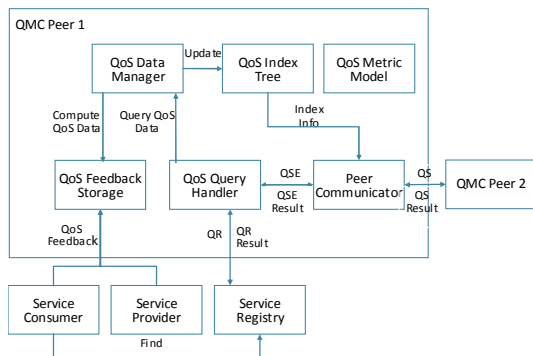 QMC Peer 1
QoS Data
Manager
Update
QoS Index
Tree
QoS Metric
Model
Compute
QoS Data
Query QoS
Data
Index
Info
QoS Feedback
Storage
QoS Query
Handler
QSE
QSE
Result
Peer
Communicator
QS
QS
Result
QMC Peer 2
QoS
Feedback
QR
QR
Result
Service
Consumer
Service
Provider
Service
Registry
Find